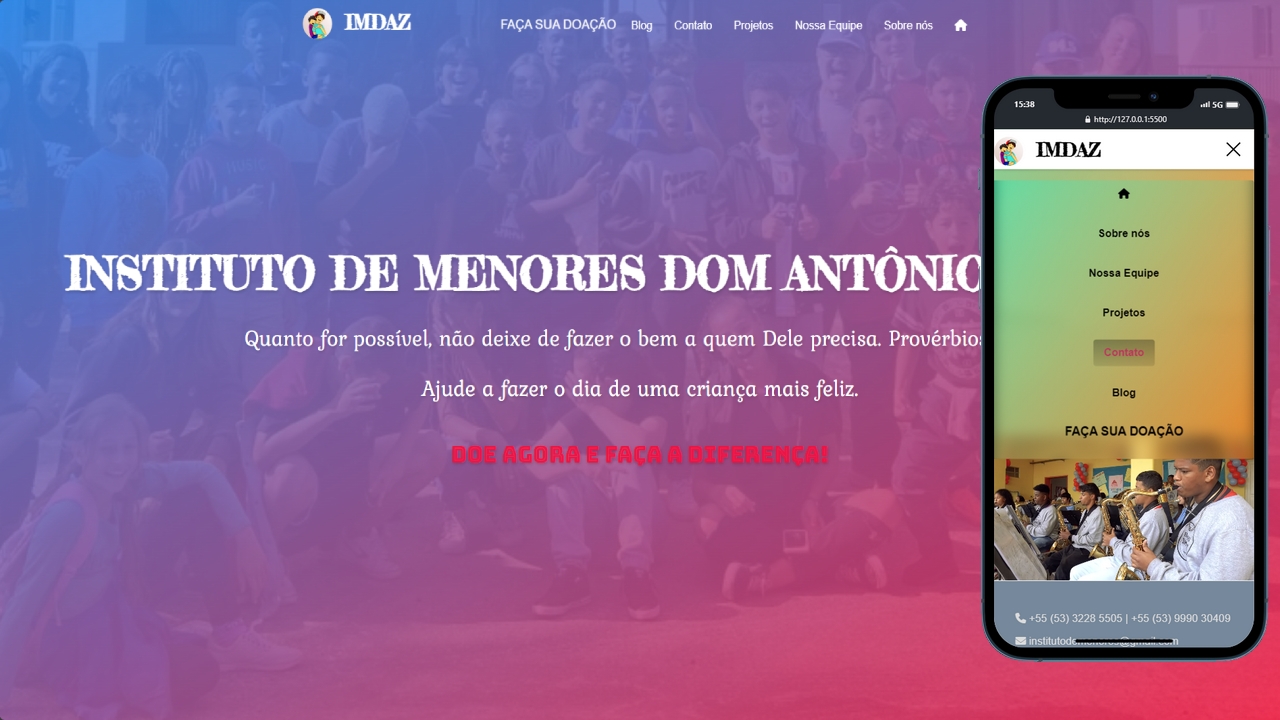 IMDAZ
FAÇA SUA DOAÇÃO Blog Contato Projetos Nossa Equipe Sobre nós
INSTITUTO DE MENORES DOM ANTÔNIO
Quanto for possível, não deixe de fazer o bem a quem Dele precisa. Provérbios
Ajude a fazer o dia de uma criança mais feliz.
DOE AGORA E FAÇA A DIFERENÇA!
15:38 5G
http://127.0.0.1:5500
IMDAZ
Sobre nós
Nossa Equipe
Projetos
Contato
Blog
FAÇA SUA DOAÇÃO
+55 (53) 3228 5505 | +55 (53) 9990 30409
institutodemenores@gmail.com